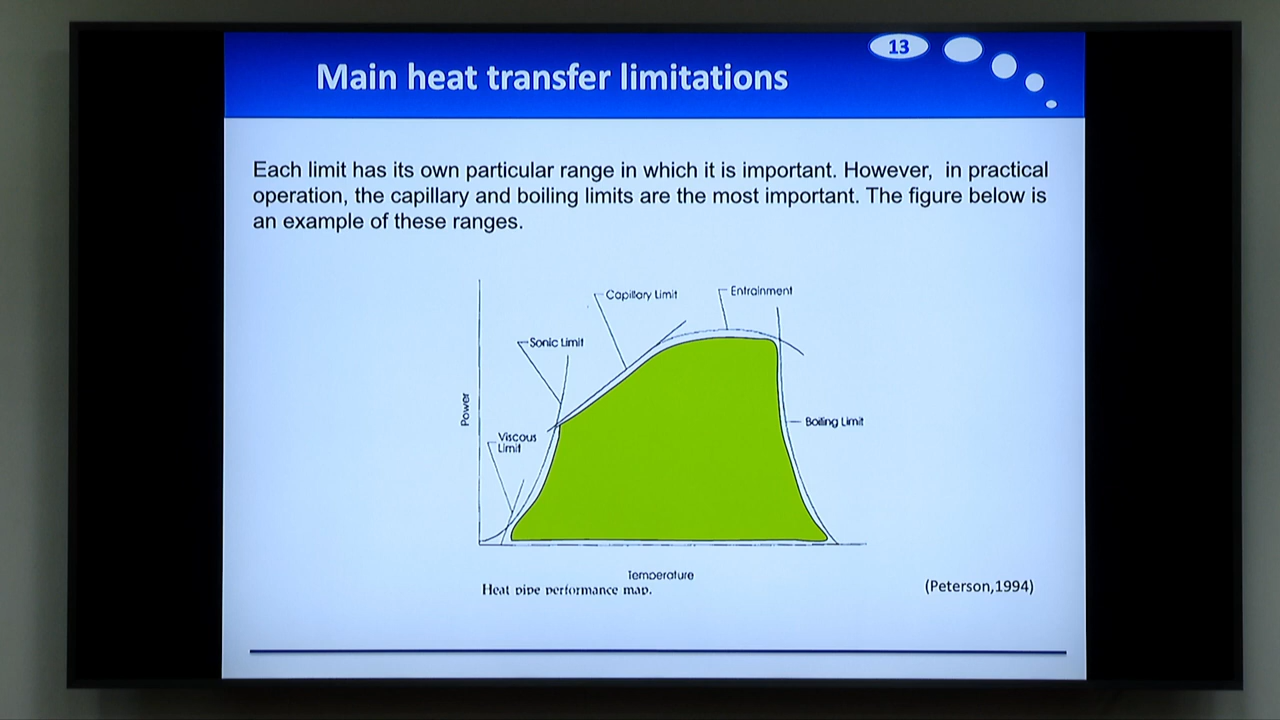 13
Main heat transfer limitations
Each limit has its own particular range in which it is important. However, in practical
operation, the capillary and boiling limits are the most important. The figure below is
an example of these ranges.
Capillary Limit
Entrainment
Sonic Limit
Power
Boiling Limit
Viscous
Limit
Temperature
Heat pipe performance map.
(Peterson,1994)